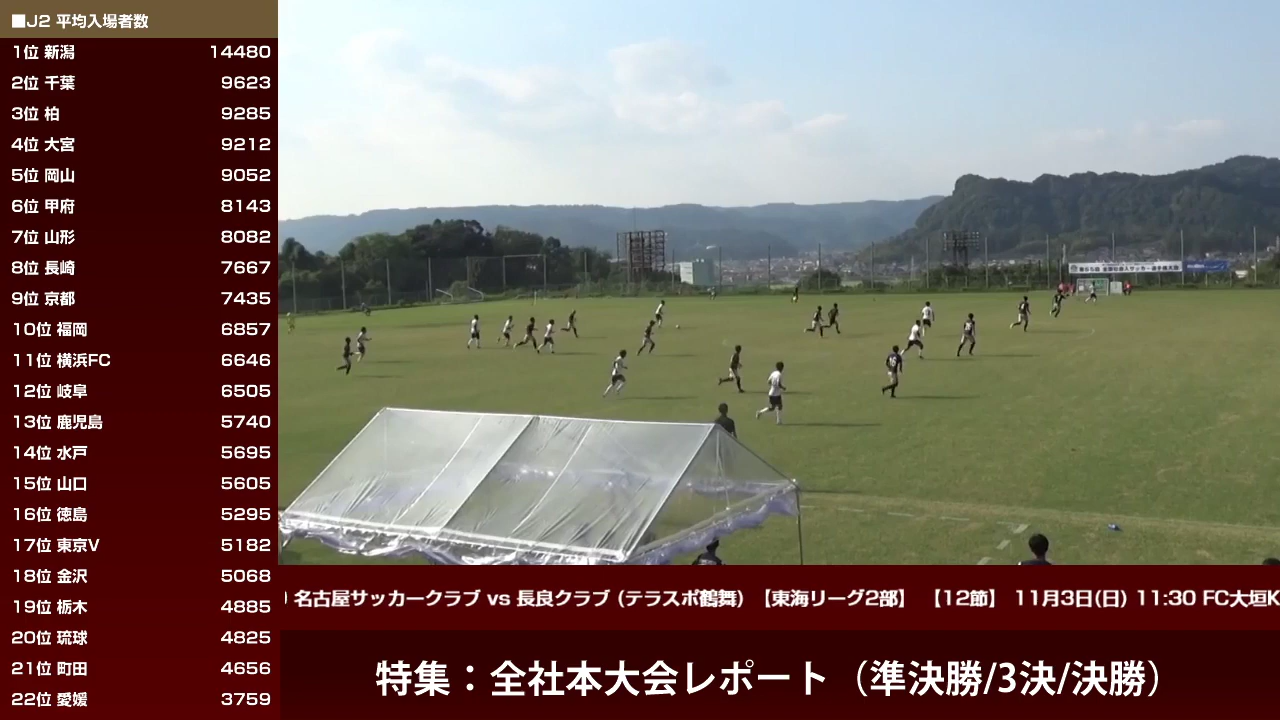 ■J2 平均入場者数
1位 新潟 14480
2位 千葉 9623
3位 柏 9285
4位 大宮 9212
5位 岡山 9052
6位 甲府 8143
7位 山形 8082
8位 長崎 7667
9位 京都 7435
10位 福岡 6857
11位 横浜FC 6646
12位 岐阜 6505
13位 鹿児島 5740
14位 水戸 5695
15位 山口 5605
16位 徳島 5295
17位 東京V 5182
18位 金沢 5068
19位 栃木 4885
20位 琉球 4825
21位 町田 4656
22位 愛媛 3759
) 名古屋サッカークラブ vs 長良クラブ (テラスポ鶴舞) 【東海リーグ2部】 【12節】 11月3日(日) 11:30 FC大垣K
特集：全社本大会レポート（準決勝/3決/決勝）